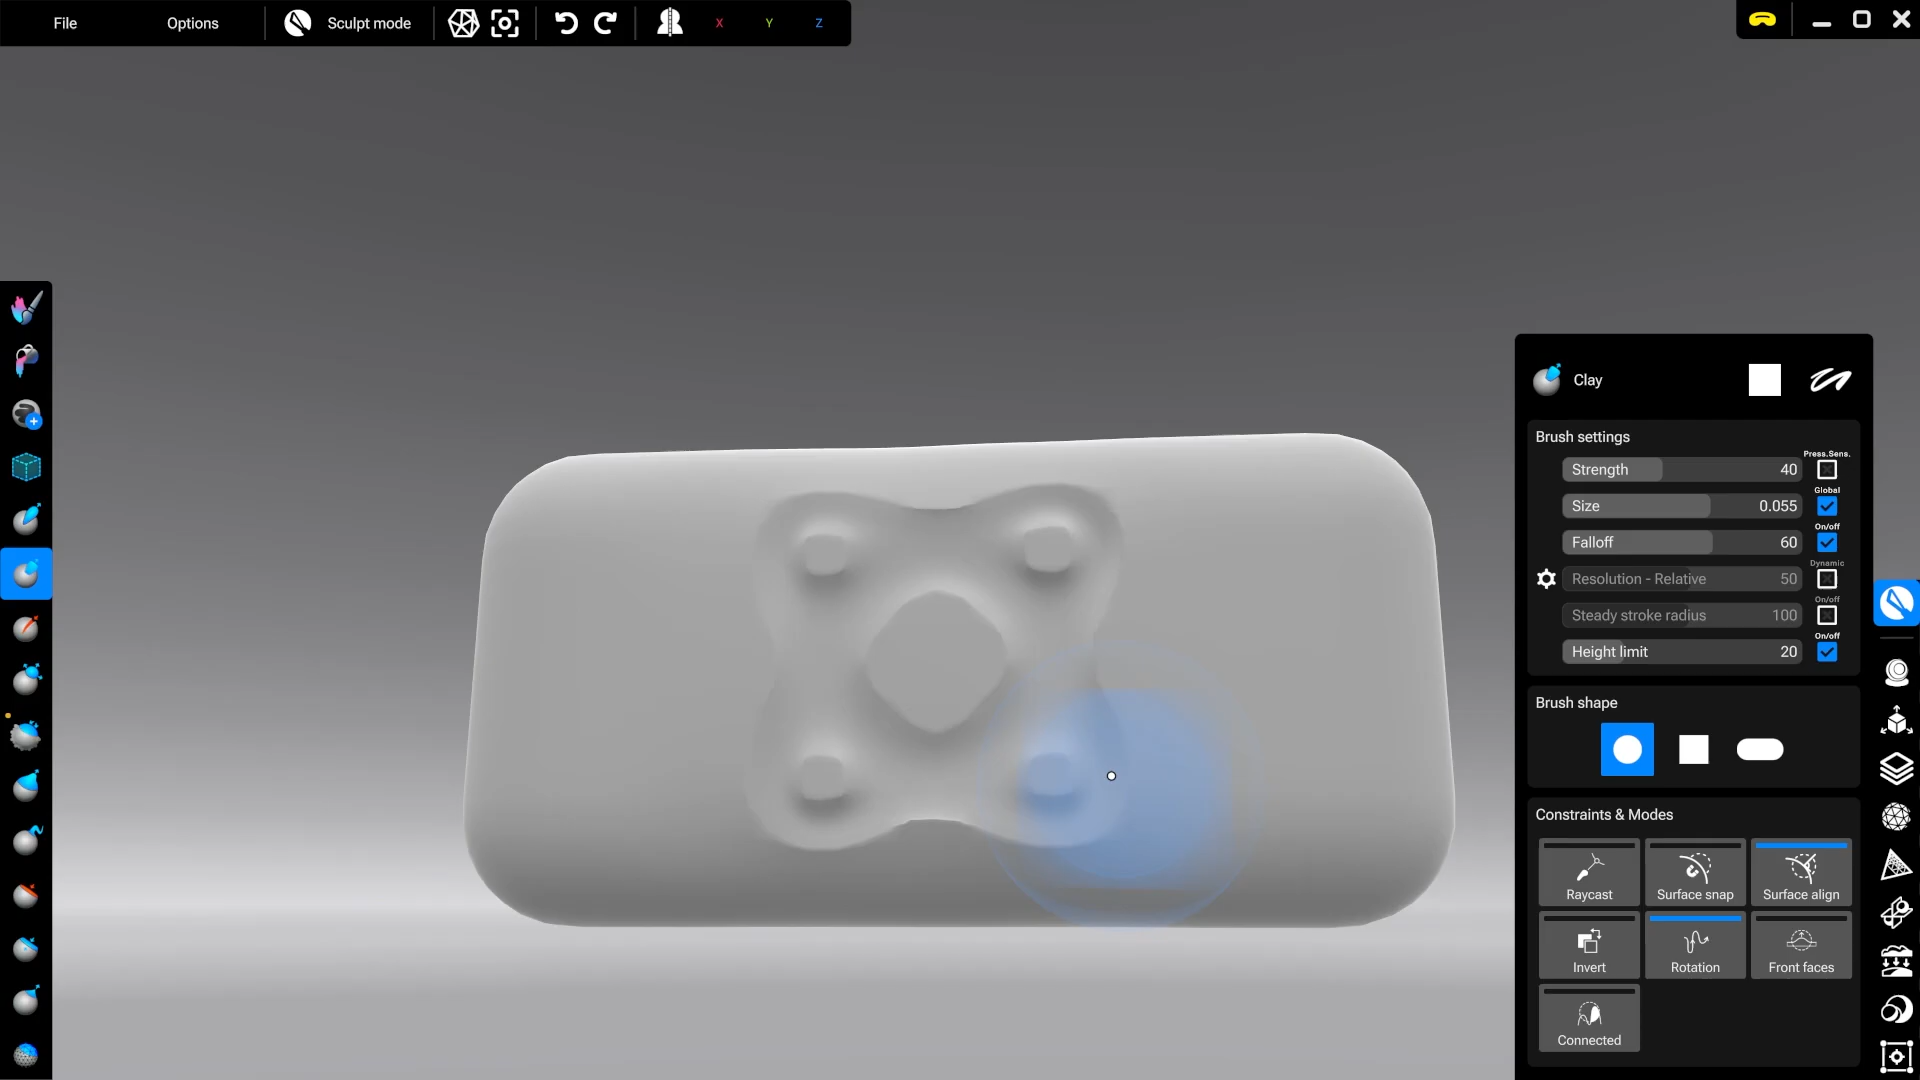 File
Options
Sculpt mode
X
Y
Z
Clay
Brush settings
Press.Sens.
Strength 40
Global
Size 0.055
On/off
Falloff 60
Dynamic
Resolution - Relative 50
On/off
Steady stroke radius 100
On/off
Height limit 20
Brush shape
Constraints & Modes
Raycast
Surface snap
Surface align
Invert
Rotation
Front faces
Connected